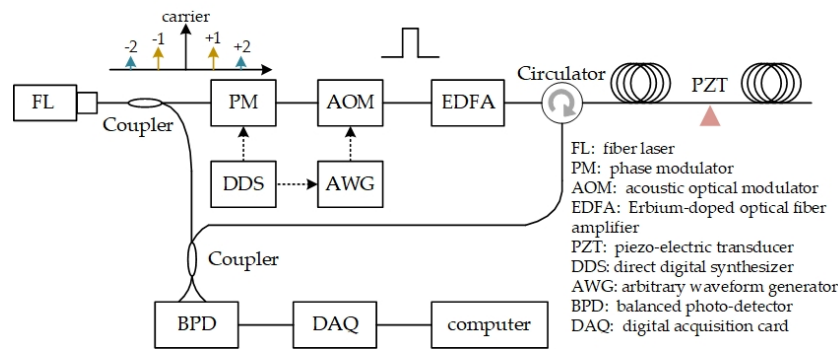 carrier
-2 -1 +1 +2
FL
Coupler
PM
AOM
EDFA
Circulator
PZT
DDS
AWG
Coupler
BPD
DAQ
computer
FL: fiber laser
PM: phase modulator
AOM: acoustic optical modulator
EDFA: Erbium-doped optical fiber
amplifier
PZT: piezo-electric transducer
DDS: direct digital synthesizer
AWG: arbitrary waveform generator
BPD: balanced photo-detector
DAQ: digital acquisition card